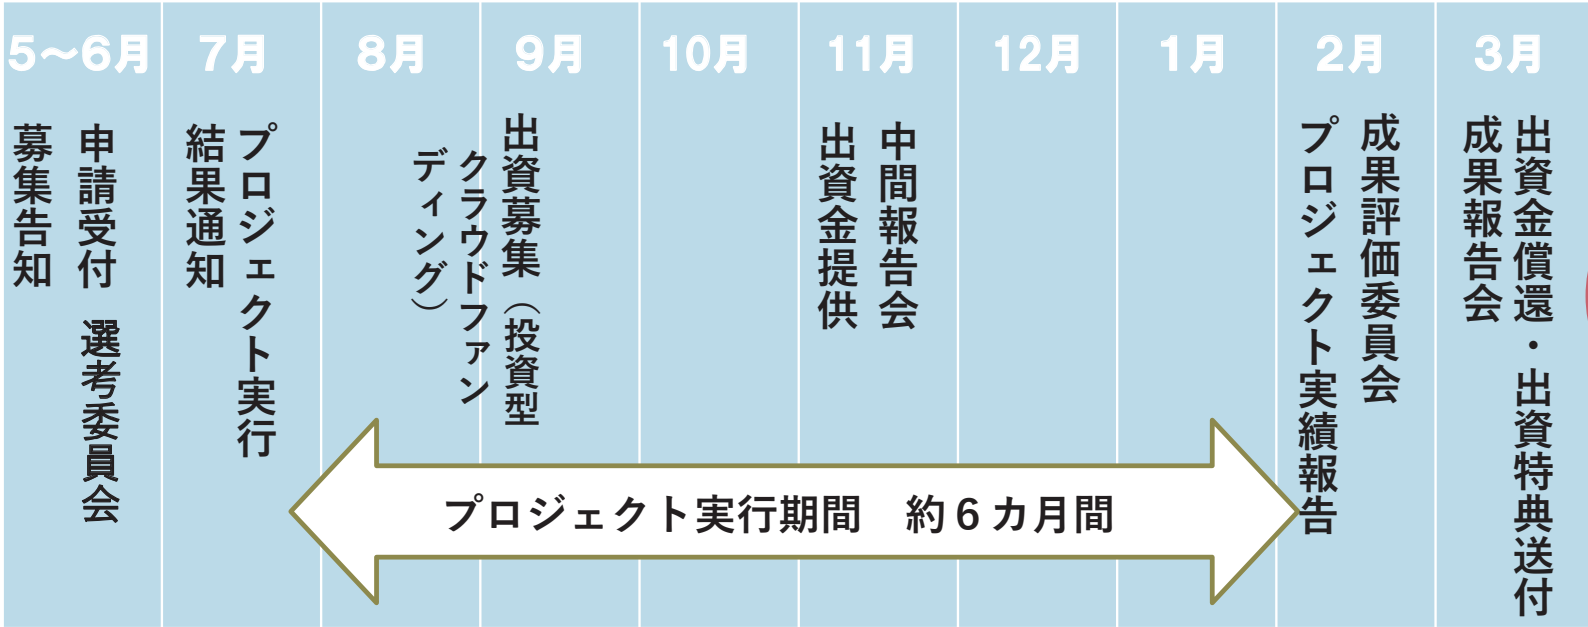 5〜6月
7月
8月
9月
10月
11月
12月
1月
2月
3月
募集告知
申請受付　選考委員会
結果通知
プロジェクト実行
出資募集（投資型
クラウドファン
ディング）
出資金提供
中間報告会
プロジェクト実績報告
成果評価委員会
成果報告会
出資金償還・出資特典送付
プロジェクト実行期間　約６カ月間